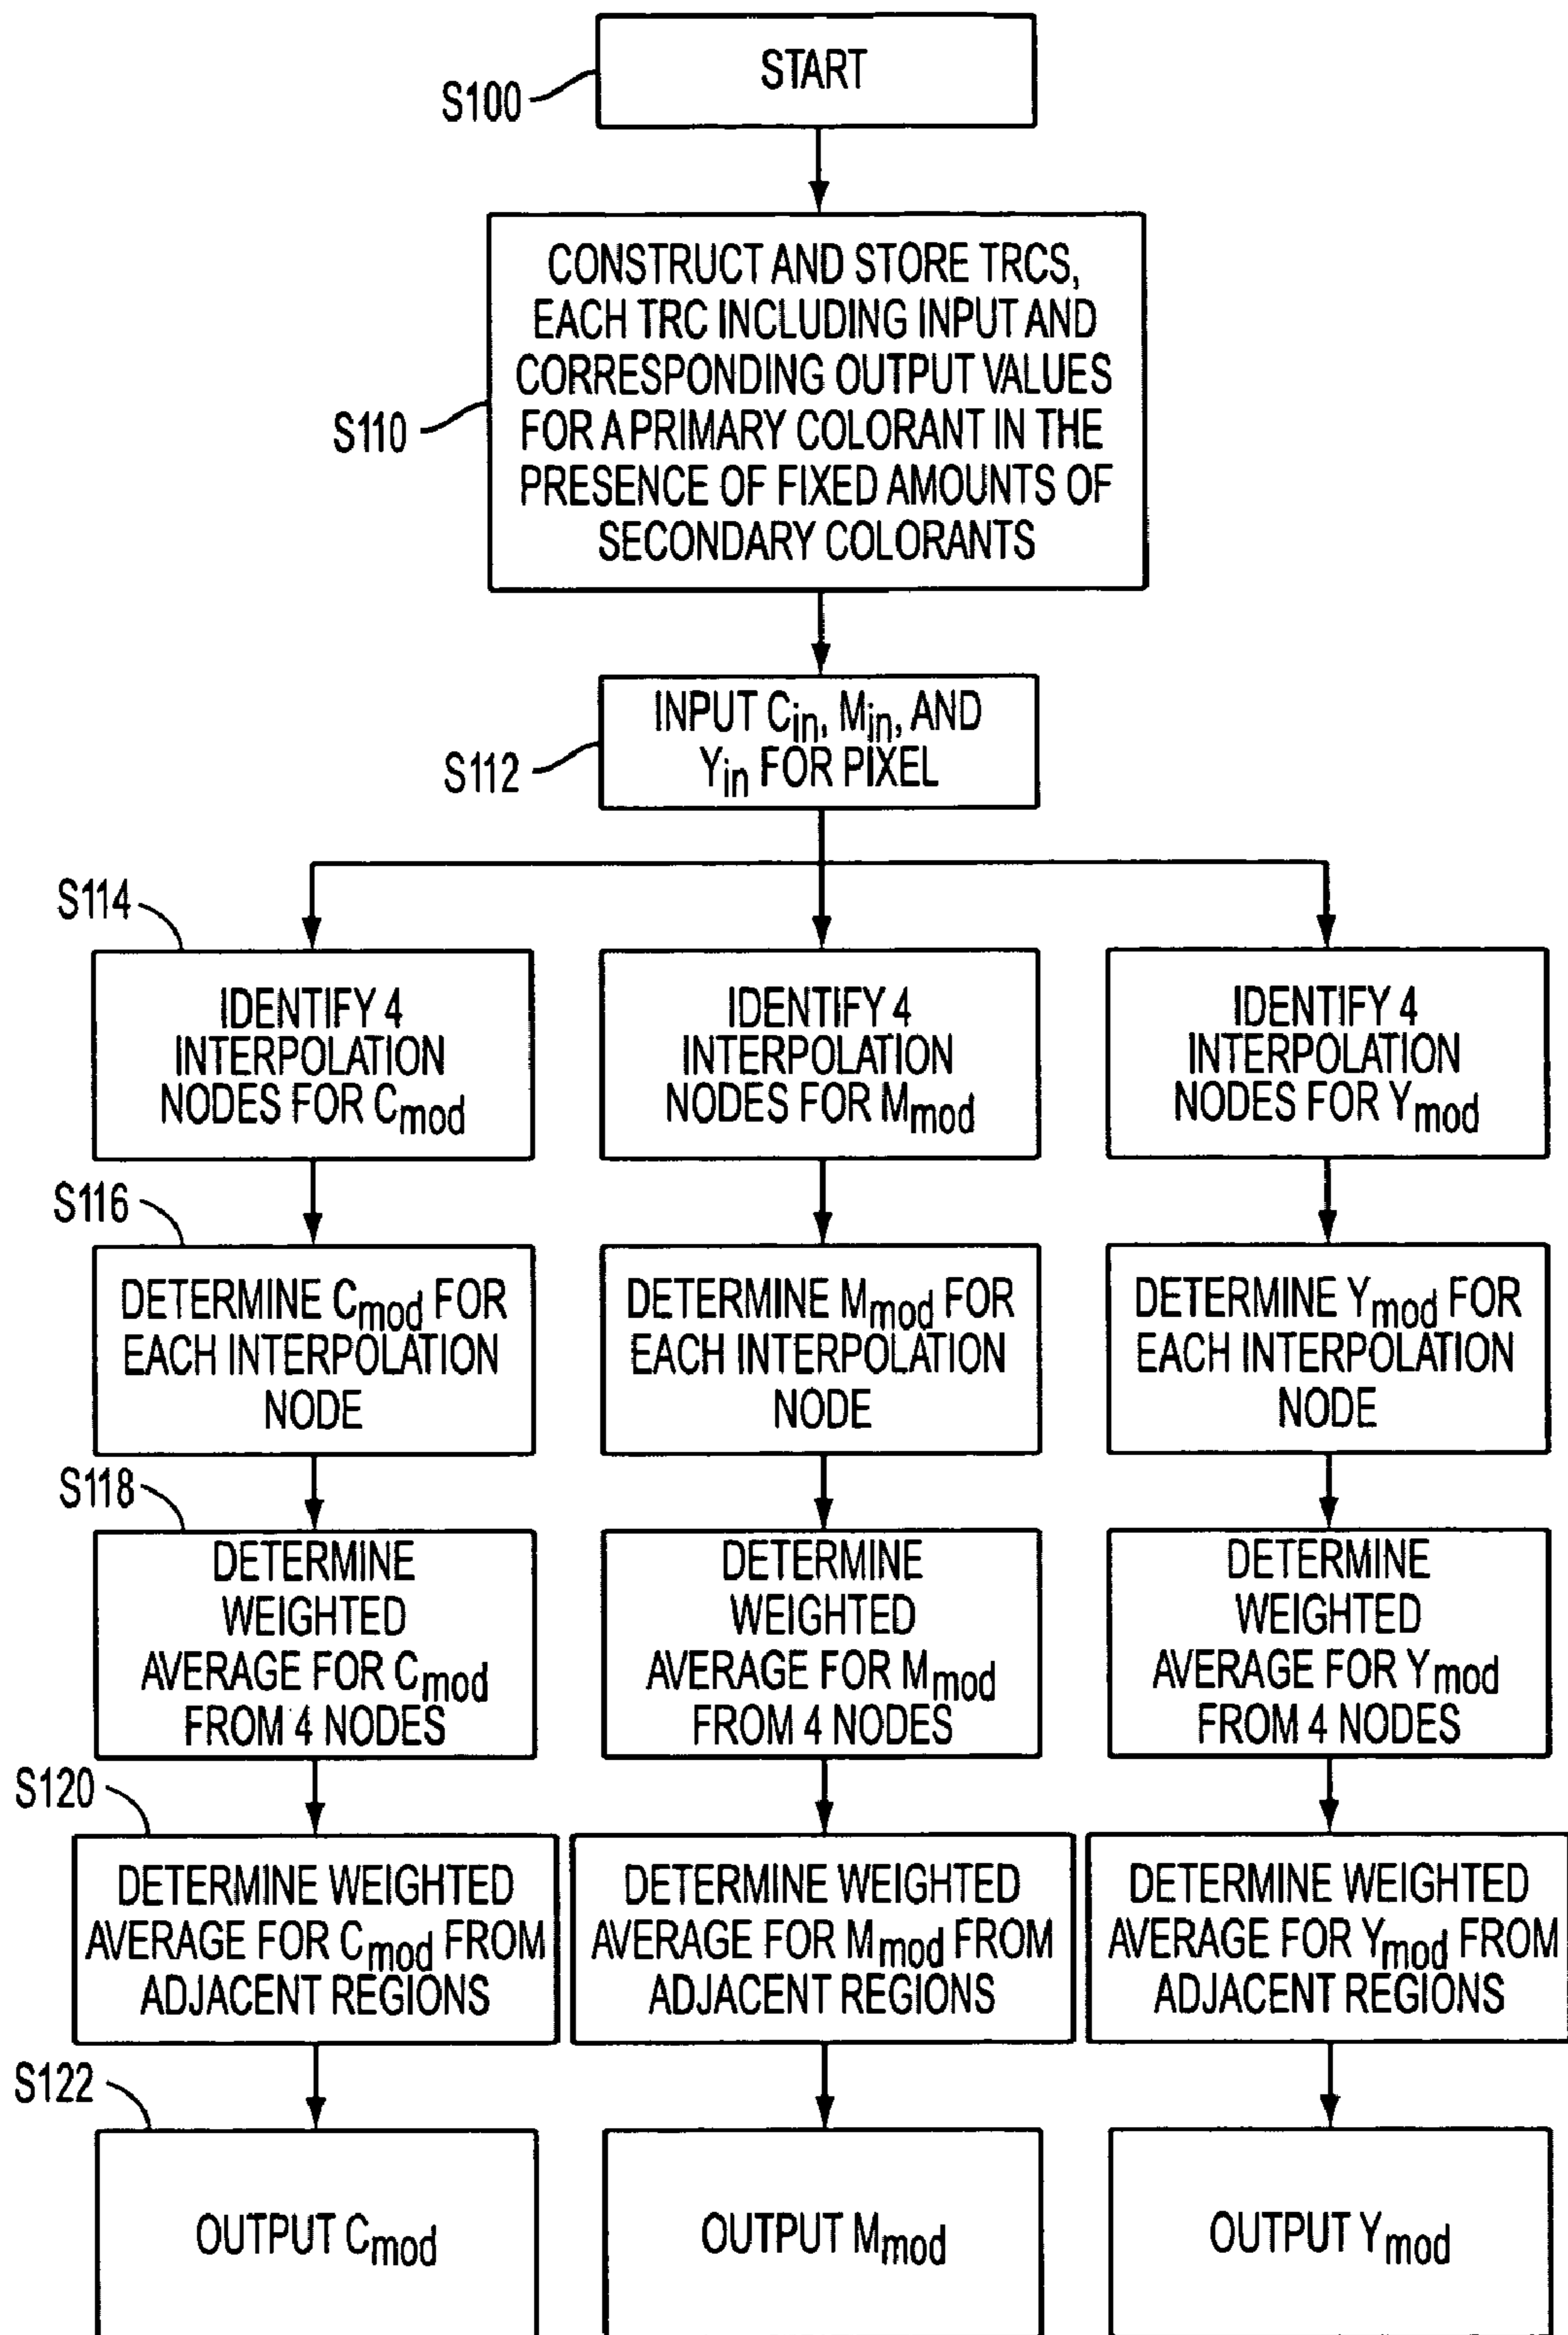 START
S100
CONSTRUCT AND STORE TRCS,
EACH TRC INCLUDING INPUT AND
CORRESPONDING OUTPUT VALUES
FOR A PRIMARY COLORANT IN THE
PRESENCE OF FIXED AMOUNTS OF
SECONDARY COLORANTS
S110
INPUT Cin, Min, AND
Yin FOR PIXEL
S112
S114
IDENTIFY 4
INTERPOLATION
NODES FOR Cmod
IDENTIFY 4
INTERPOLATION
NODES FOR Mmod
IDENTIFY 4
INTERPOLATION
NODES FOR Ymod
S116
DETERMINE Cmod FOR
EACH INTERPOLATION
NODE
DETERMINE Mmod FOR
EACH INTERPOLATION
NODE
DETERMINE Ymod FOR
EACH INTERPOLATION
NODE
S118
DETERMINE
WEIGHTED
AVERAGE FOR Cmod
FROM 4 NODES
DETERMINE
WEIGHTED
AVERAGE FOR Mmod
FROM 4 NODES
DETERMINE
WEIGHTED
AVERAGE FOR Ymod
FROM 4 NODES
S120
DETERMINE WEIGHTED
AVERAGE FOR Cmod FROM
ADJACENT REGIONS
DETERMINE WEIGHTED
AVERAGE FOR Mmod FROM
ADJACENT REGIONS
DETERMINE WEIGHTED
AVERAGE FOR Ymod FROM
ADJACENT REGIONS
S122
OUTPUT Cmod
OUTPUT Mmod
OUTPUT Ymod